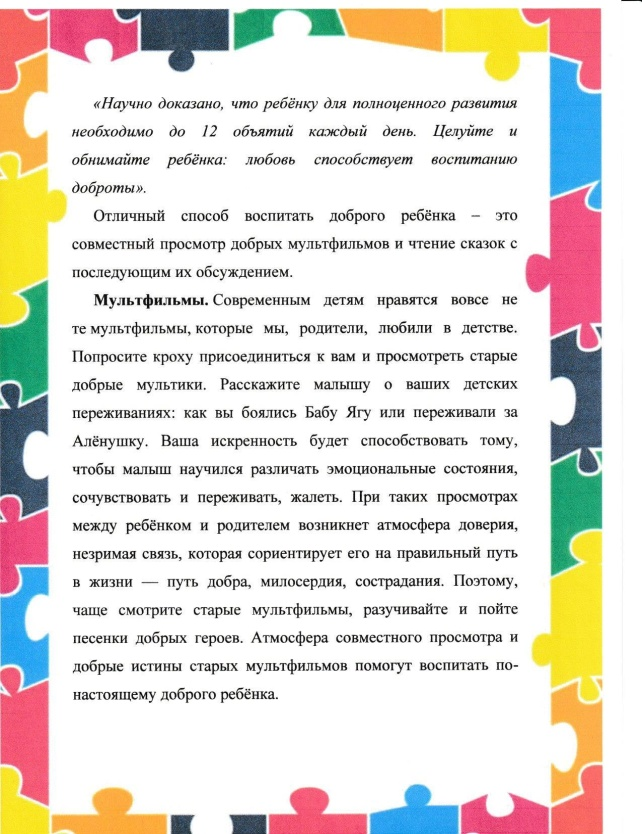 «Научно доказано, что ребёнку для полноценного развития
необходимо до 12 объятий каждый день. Целуйте и
обнимайте ребёнка: любовь способствует воспитанию
доброты».
Отличный способ воспитать доброго ребёнка – это
совместный просмотр добрых мультфильмов и чтение сказок с
последующим их обсуждением.
Мультфильмы. Современным детям нравятся вовсе не
те мультфильмы, которые мы, родители, любили в детстве.
Попросите кроху присоединиться к вам и просмотреть старые
добрые мультики. Расскажите малышу о ваших детских
переживаниях: как вы боялись Бабу Ягу или переживали за
Алёнушку. Ваша искренность будет способствовать тому,
чтобы малыш научился различать эмоциональные состояния,
сочувствовать и переживать, жалеть. При таких просмотрах
между ребёнком и родителем возникнет атмосфера доверия,
незримая связь, которая сориентирует его на правильный путь
в жизни — путь добра, милосердия, сострадания. Поэтому,
чаще смотрите старые мультфильмы, разучивайте и пойте
песенки добрых героев. Атмосфера совместного просмотра и
добрые истины старых мультфильмов помогут воспитать по-
настоящему доброго ребёнка.